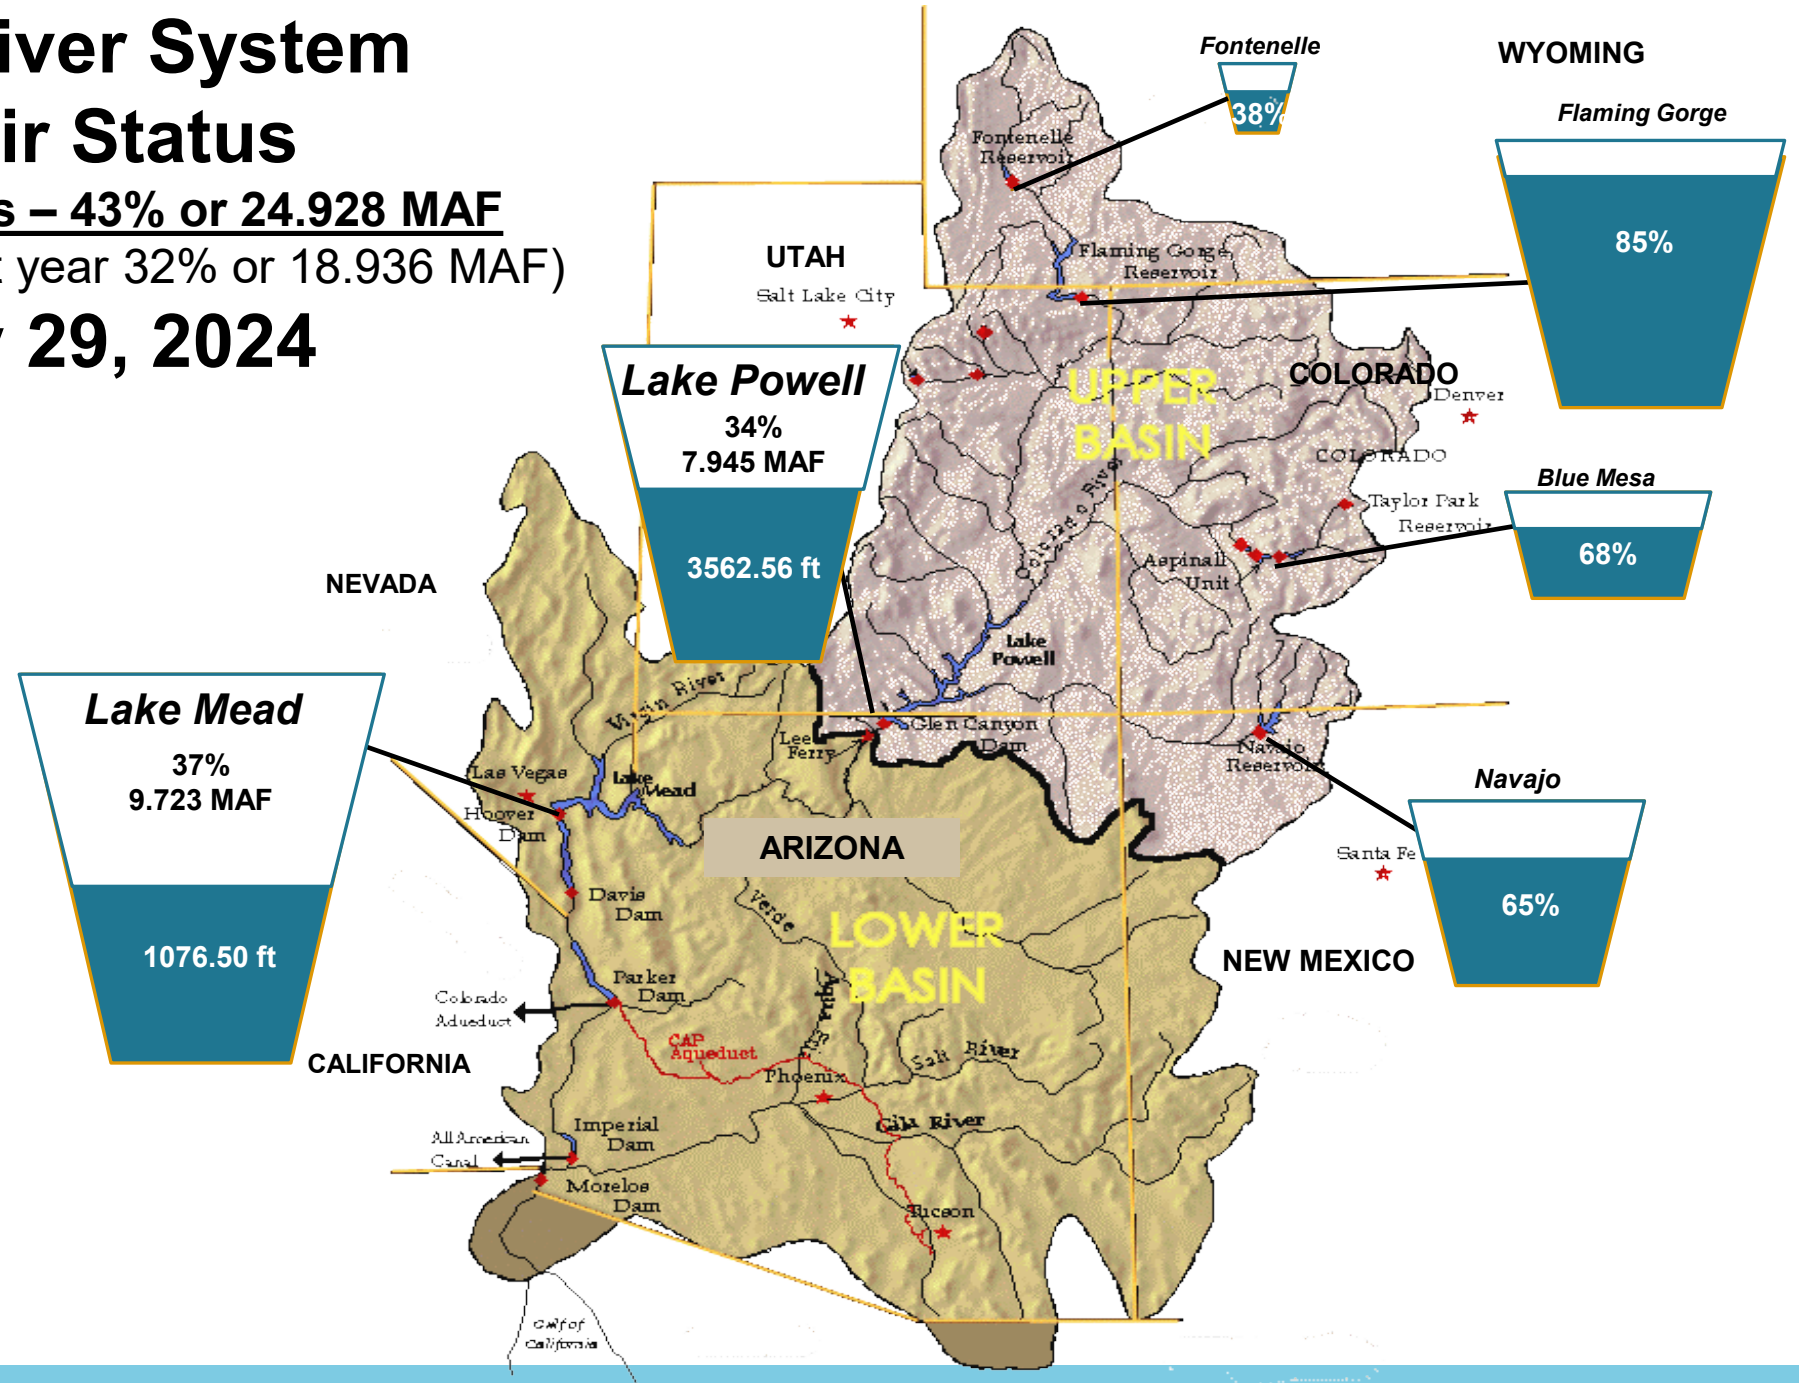 iver System
ir Status
s – 43% or 24.928 MAF
t year 32% or 18.936 MAF)
29, 2024
Fontenelle
38%
WYOMING
Flaming Gorge
85%
Fontenelle
Reservoir
UTAH
Salt Lake City
Flaming Gorge
Reservoir
Lake Powell
34%
7.945 MAF
3562.56 ft
UPPER
BASIN
COLORADO
Denver
COLORADO
Taylor Park
Reservoir
Blue Mesa
68%
Colorado River
Aspinall
Unit
NEVADA
Lake
Powell
Virgin River
Glen Canyon
Dam
Lee
Ferry
Navajo
Reservoir
Navajo
65%
Lake Mead
37%
9.723 MAF
1076.50 ft
Las Vegas
Lake
Mead
Hoover
Dam
ARIZONA
Santa Fe
Davis
Dam
Verde
LOWER
BASIN
NEW MEXICO
Parker
Dam
Colorado
Adueduct
CAP
Aqueduct
Salt River
CALIFORNIA
Phoenix
Gila River
Imperial
Dam
All American
Canal
Morelos
Dam
Tucson
Gulf of
California